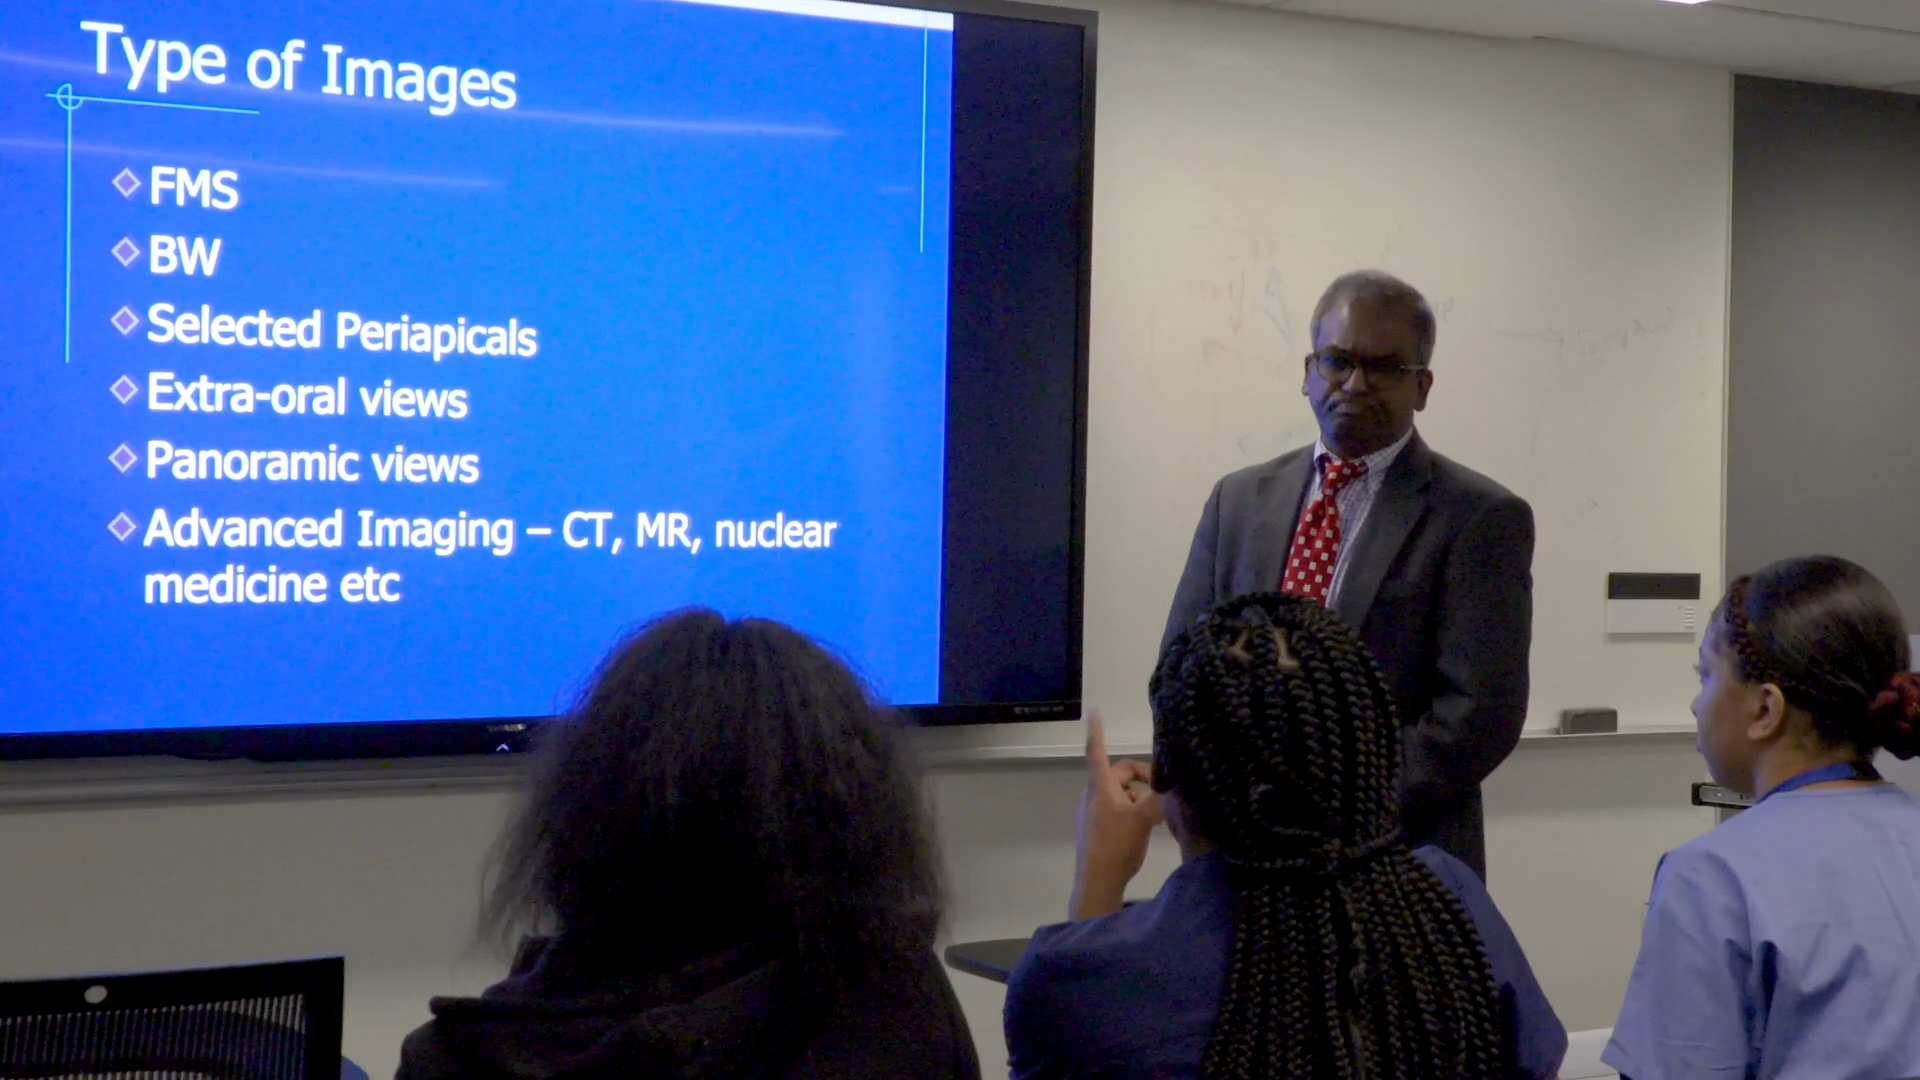 Type of Images
FMS
BW
Selected Periapicals
Extra-oral views
Panoramic views
Advanced Imaging – CT, MR, nuclear
medicine etc